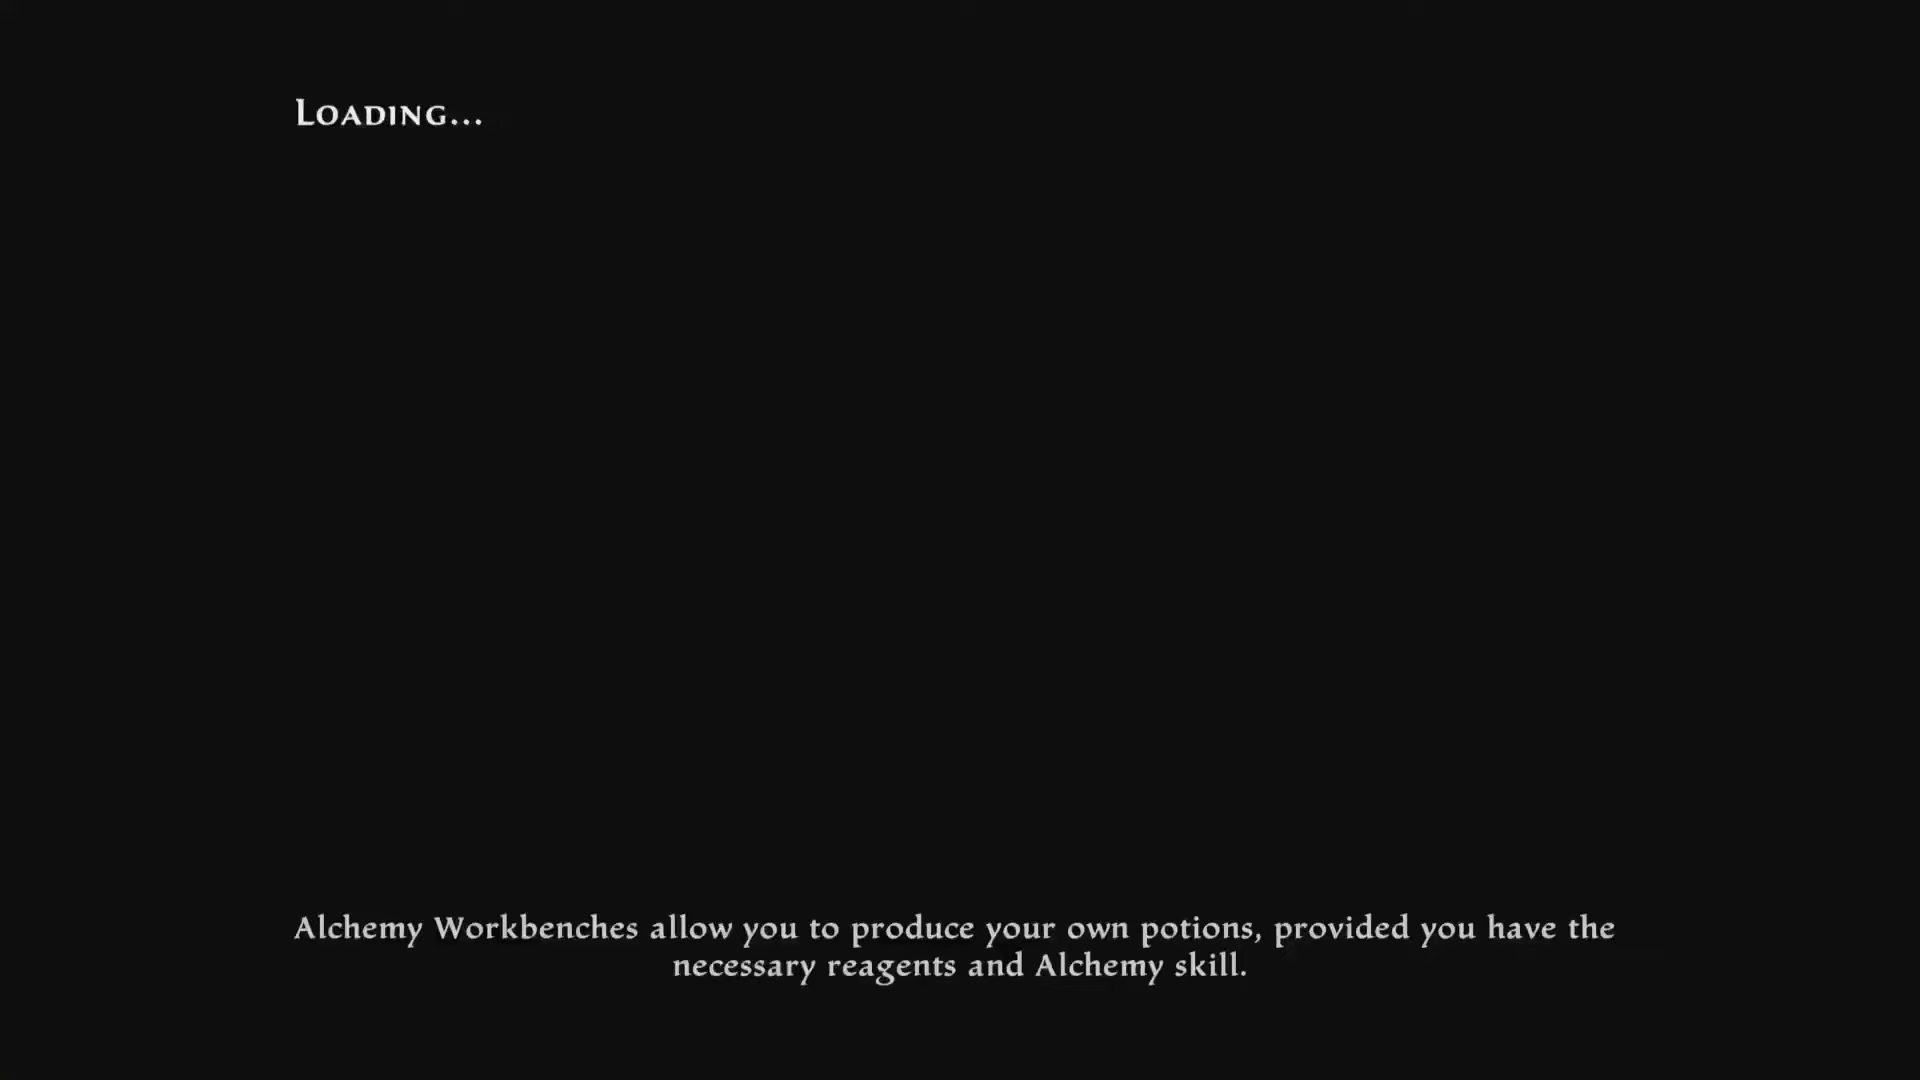 Loading...
Alchemy Workbenches allow you to produce your own potions, provided you have the
necessary reagents and Alchemy skill.